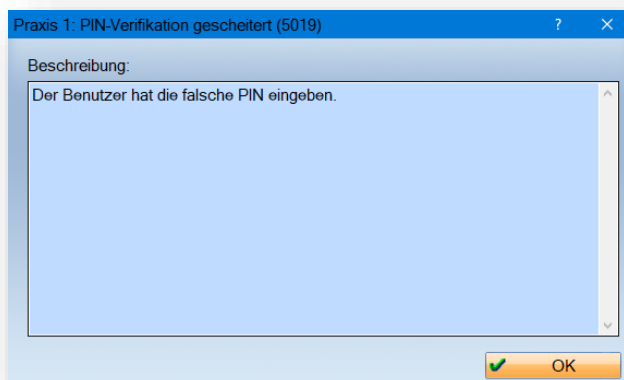 Praxis 1: PIN-Verifikation gescheitert (5019)
Beschreibung:
Der Benutzer hat die falsche PIN eingeben.
OK